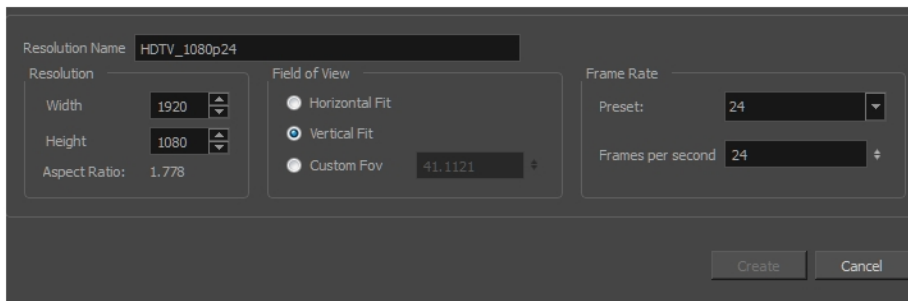 Resolution Name HDTV_1080p24
Resolution
Width 1920
Height 1080
Aspect Ratio: 1.778
Field of View
Horizontal Fit
Vertical Fit
Custom Fov 41.1121
Frame Rate
Preset: 24
Frames per second 24
Create Cancel